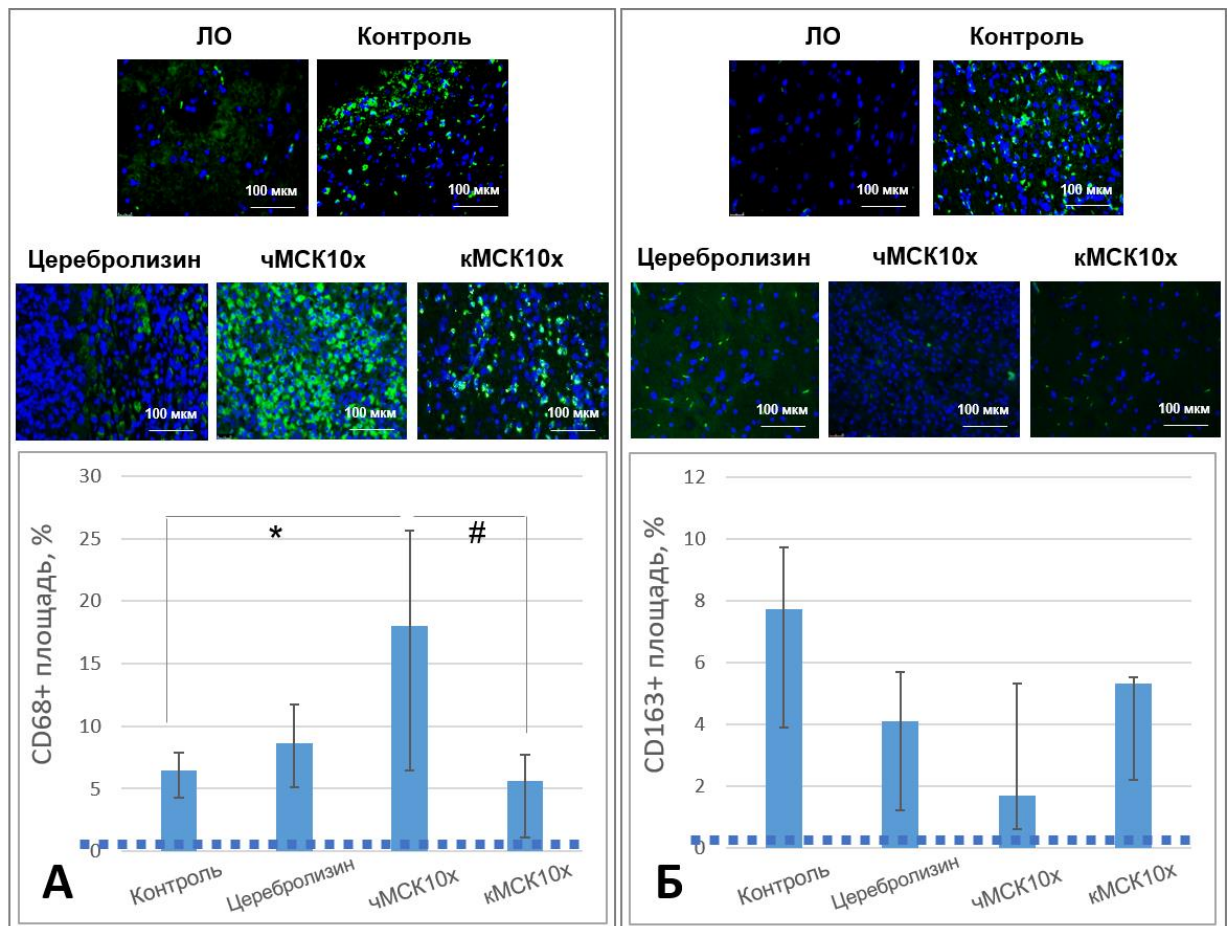 ЛО Контроль
100 мкм 100 мкм
Церебролизин чМСК10х кМСК10х
100 мкм 100 мкм 100 мкм
CD68+ площадь, %
30
25
20
15
10
5
0
* #
Контроль Церебролизин чМСК10х кМСК10х
А
ЛО Контроль
100 мкм 100 мкм
Церебролизин чМСК10х кМСК10х
100 мкм 100 мкм 100 мкм
CD163+ площадь, %
12
10
8
6
4
2
0
Контроль Церебролизин чМСК10х кМСК10х
Б